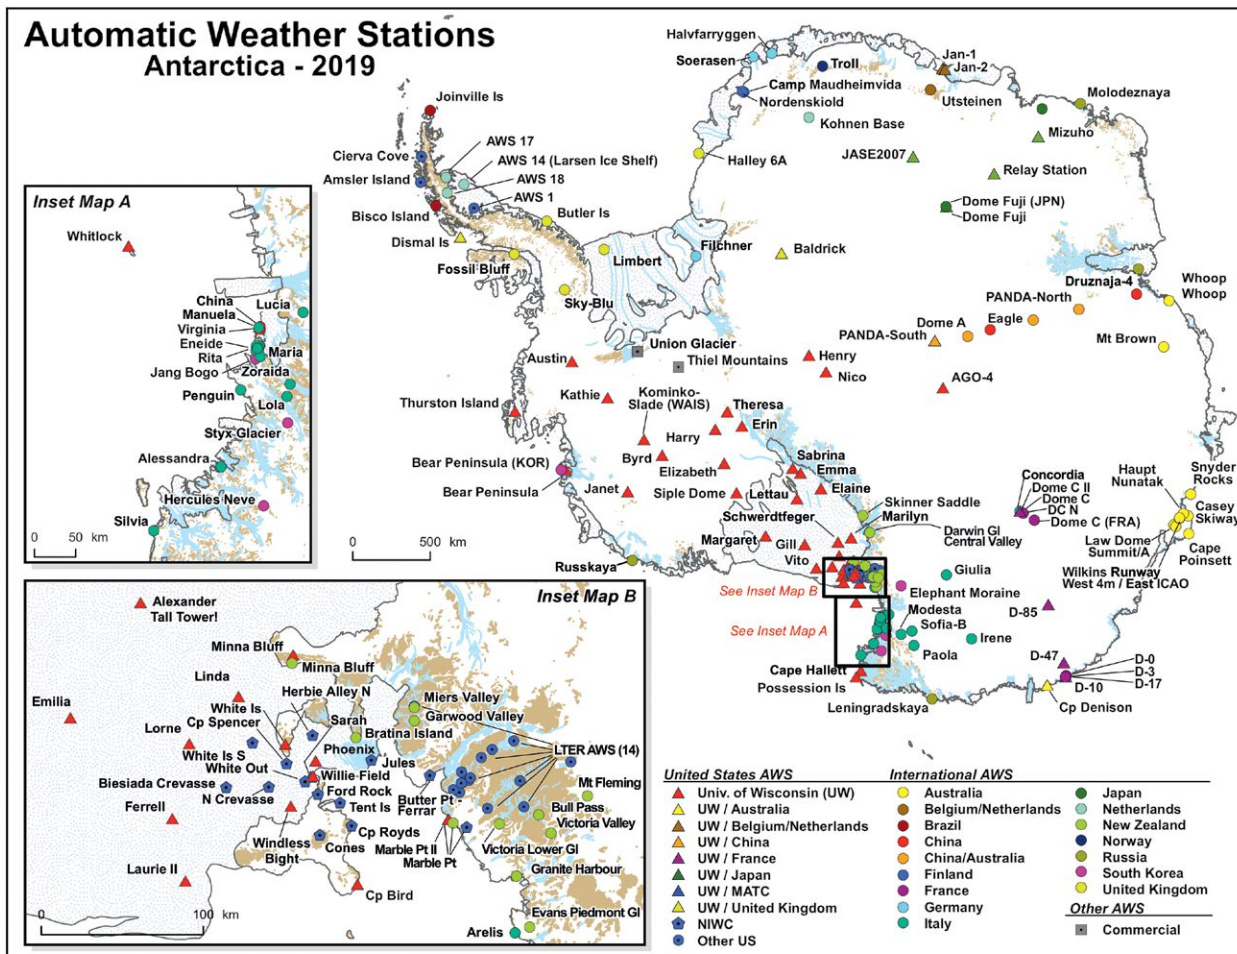 Automatic Weather Stations
Antarctica - 2019
Halvfarryggen
Soerasen
Troll
Jan-1
Jan-2
Camp Maudheimvida
Nordenskiold
Utsteinen
Molodeznaya
Kohnen Base
Mizuho
JASE2007
Relay Station
Halley 6A
Dome Fuji (JPN)
Dome Fuji
Joinville Is
AWS 17
Cierva Cove
AWS 14 (Larsen Ice Shelf)
Amsler Island
AWS 18
AWS 1
Bisco Island
Butler Is
Dismal Is
Fossil Bluff
Limbert
Filchner
Baldrick
Sky-Blu
Druznaja-4
Whoop
Whoop
PANDA-North
Eagle
Dome A
PANDA-South
Mt Brown
Union Glacier
Thiel Mountains
Austin
Henry
Nico
AGO-4
Kathie
Kominko-
Slade (WAIS)
Theresa
Thurston Island
Erin
Harry
Byrd
Bear Peninsula (KOR)
Bear Peninsula
Elizabeth
Sabrina
Emma
Elaine
Janet
Siple Dome
Lettau
Concordia
Dome C II
Dome C
DC N
Dome C (FRA)
Haupt
Nunatak
Snyder
Rocks
Casey
Skiway
Law Dome
Summit/A
Cape
Poinsett
Wilkins Runway
West 4m / East ICAO
Skinner Saddle
Marilyn
Schwerdtfeger
Darwin Gl
Central Valley
Margaret
Gill
Vito
Russkaya
Giulia
See Inset Map B
Elephant Moraine
D-85
Modesta
Sofia-B
See Inset Map A
Irene
Paola
D-47
D-0
D-3
D-17
D-10
Cape Hallett
Possession Is
Leningradskaya
Cp Denison
0 500 km
Inset Map A
Whitlock
China
Lucia
Manuela
Virginia
Eneide
Rita
Maria
Jang Bogo
Zoraida
Penguin
Lola
Styx Glacier
Alessandra
Hercules Neve
Silvia
0 50 km
Inset Map B
Alexander
Tall Tower!
Minna Bluff
Minna Bluff
Linda
Herbie Alley N
Miers Valley
Garwood Valley
Emilia
White Is
Cp Spencer
Sarah
Bratina Island
Lorne
LTER AWS (14)
White Is S
Phoenix
Jules
White Out
Biesiada Crevasse
Willie Field
Mt Fleming
N Crevasse
Ford Rock
Butter Pt
Ferrar
Ferrell
Tent Is
Bull Pass
Cp Royds
Victoria Valley
Windless
Bight
Cones
Marble Pt II
Marble Pt
Victoria Lower Gl
Laurie II
Granite Harbour
Cp Bird
Evans Piedmont Gl
Arelis
0 100 km
United States AWS
Univ. of Wisconsin (UW)
UW / Australia
UW / Belgium/Netherlands
UW / China
UW / France
UW / Japan
UW / MATC
UW / United Kingdom
NIWC
Other US
International AWS
Australia
Belgium/Netherlands
Brazil
China
China/Australia
Finland
France
Germany
Italy
Japan
Netherlands
New Zealand
Norway
Russia
South Korea
United Kingdom
Other AWS
Commercial